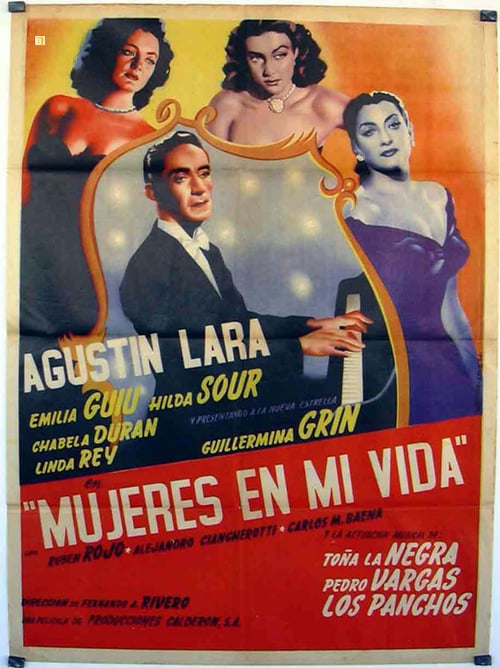 AGUSTIN LARA
EMILIA GUIU HILDA SOUR
Y PRESENTANDO A LA NUEVA ESTRELLA
CHABELA DURAN
GUILLERMINA GRIN
LINDA REY
en
"MUJERES EN MI VIDA"
con RUBEN ROJO * ALEJANDRO CIANGHEROTTI * CARLOS M. BAENA
Y LA ACTUACION MUSICAL DE:
TOÑA LA NEGRA
PEDRO VARGAS
LOS PANCHOS
DIRECCION DE FERNANDO A. RIVERO
UNA PELICULA DE PRODUCCIONES CALDERON, S.A.